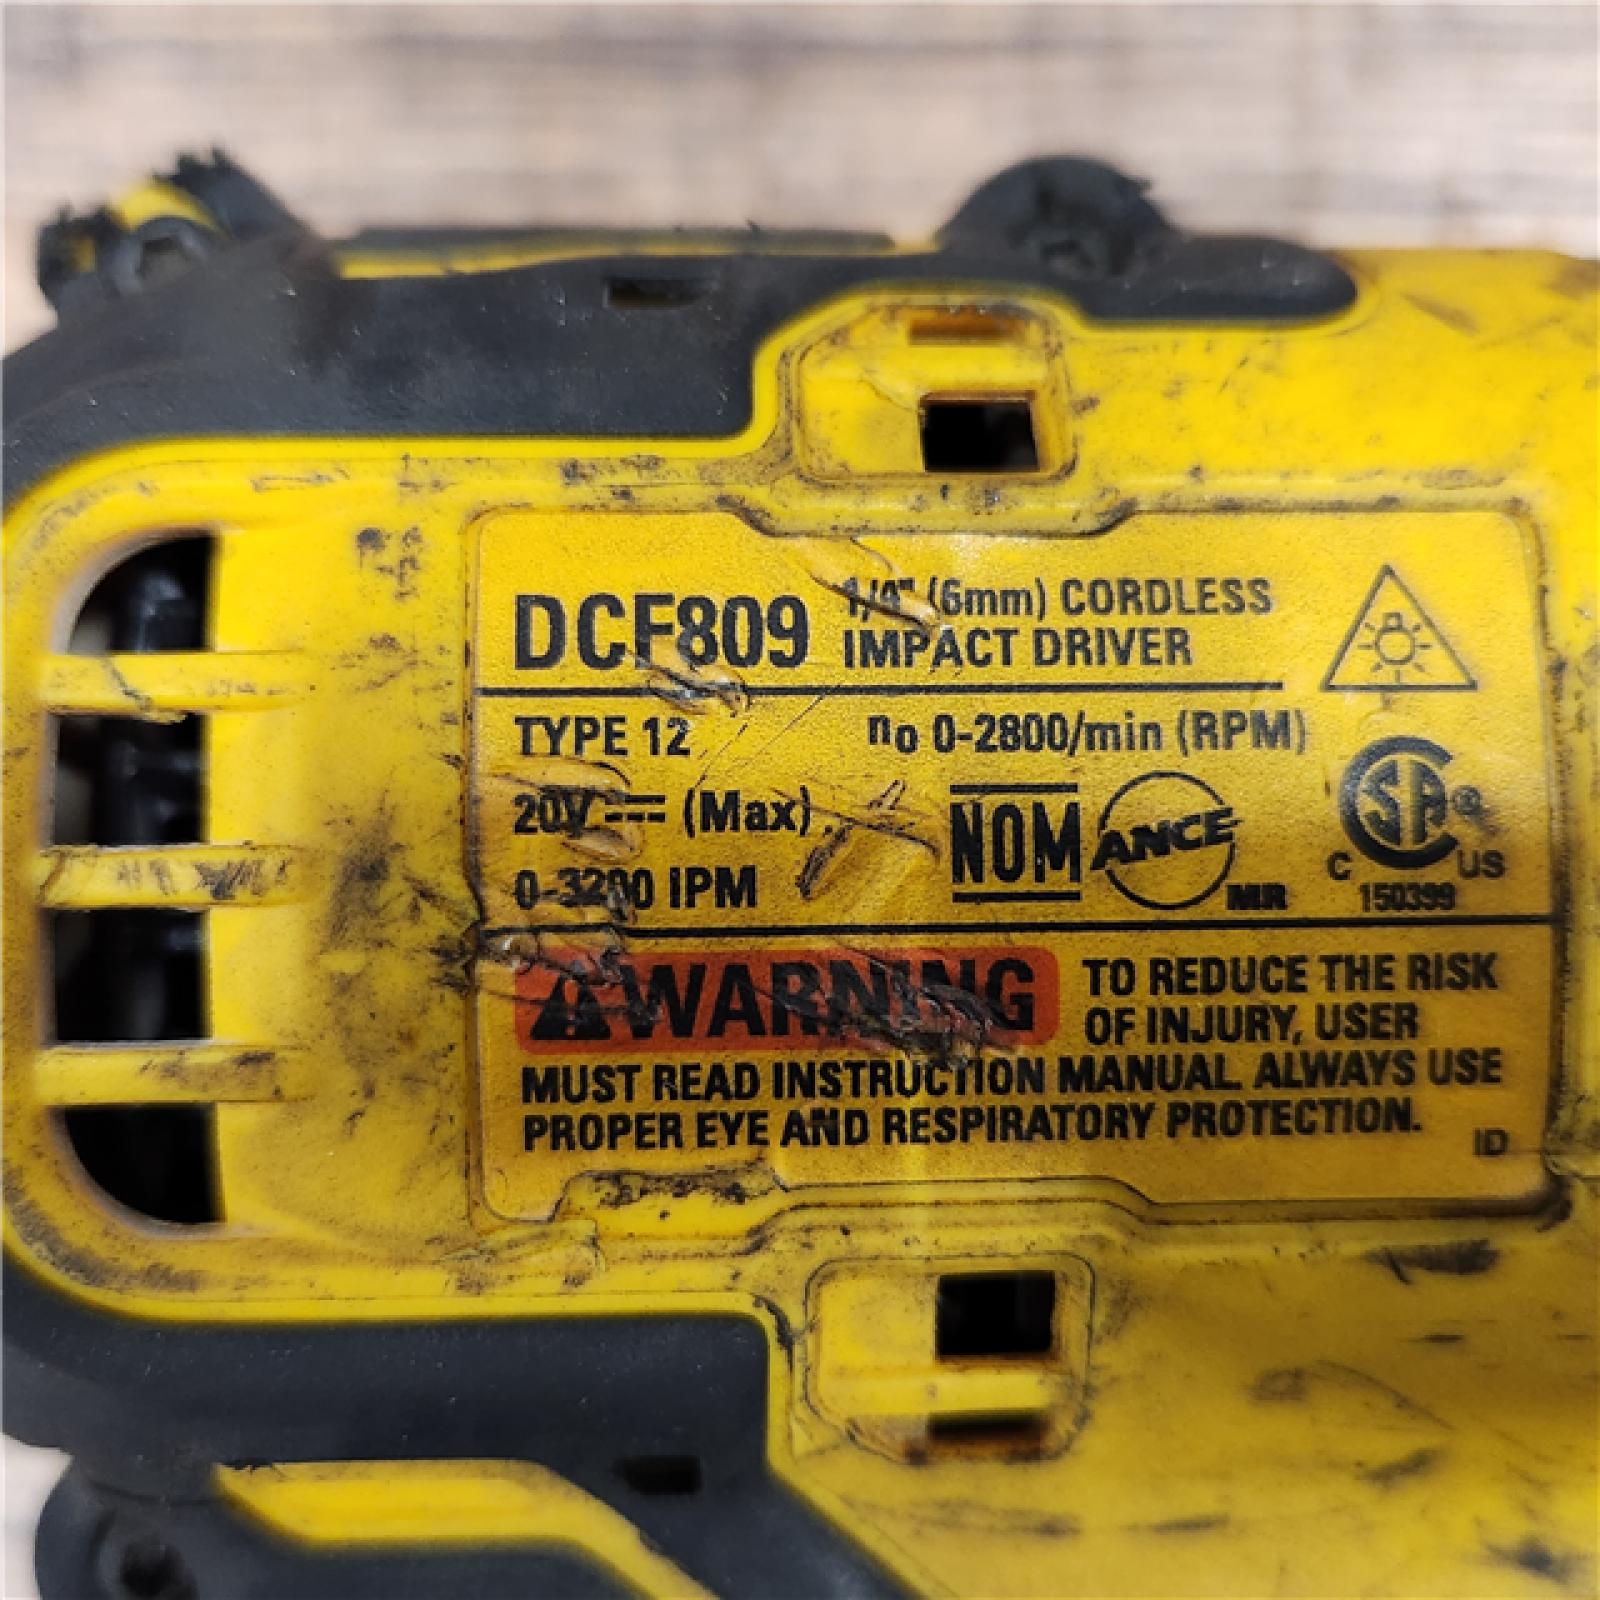 DCF809 1/4" (6mm) CORDLESS
IMPACT DRIVER
TYPE 12 no 0-2800/min (RPM)
20V (Max)
0-3200 IPM
NOM ANCE MR
CSA ® C US
150399
WARNING TO REDUCE THE RISK
OF INJURY, USER
MUST READ INSTRUCTION MANUAL. ALWAYS USE
PROPER EYE AND RESPIRATORY PROTECTION.
ID